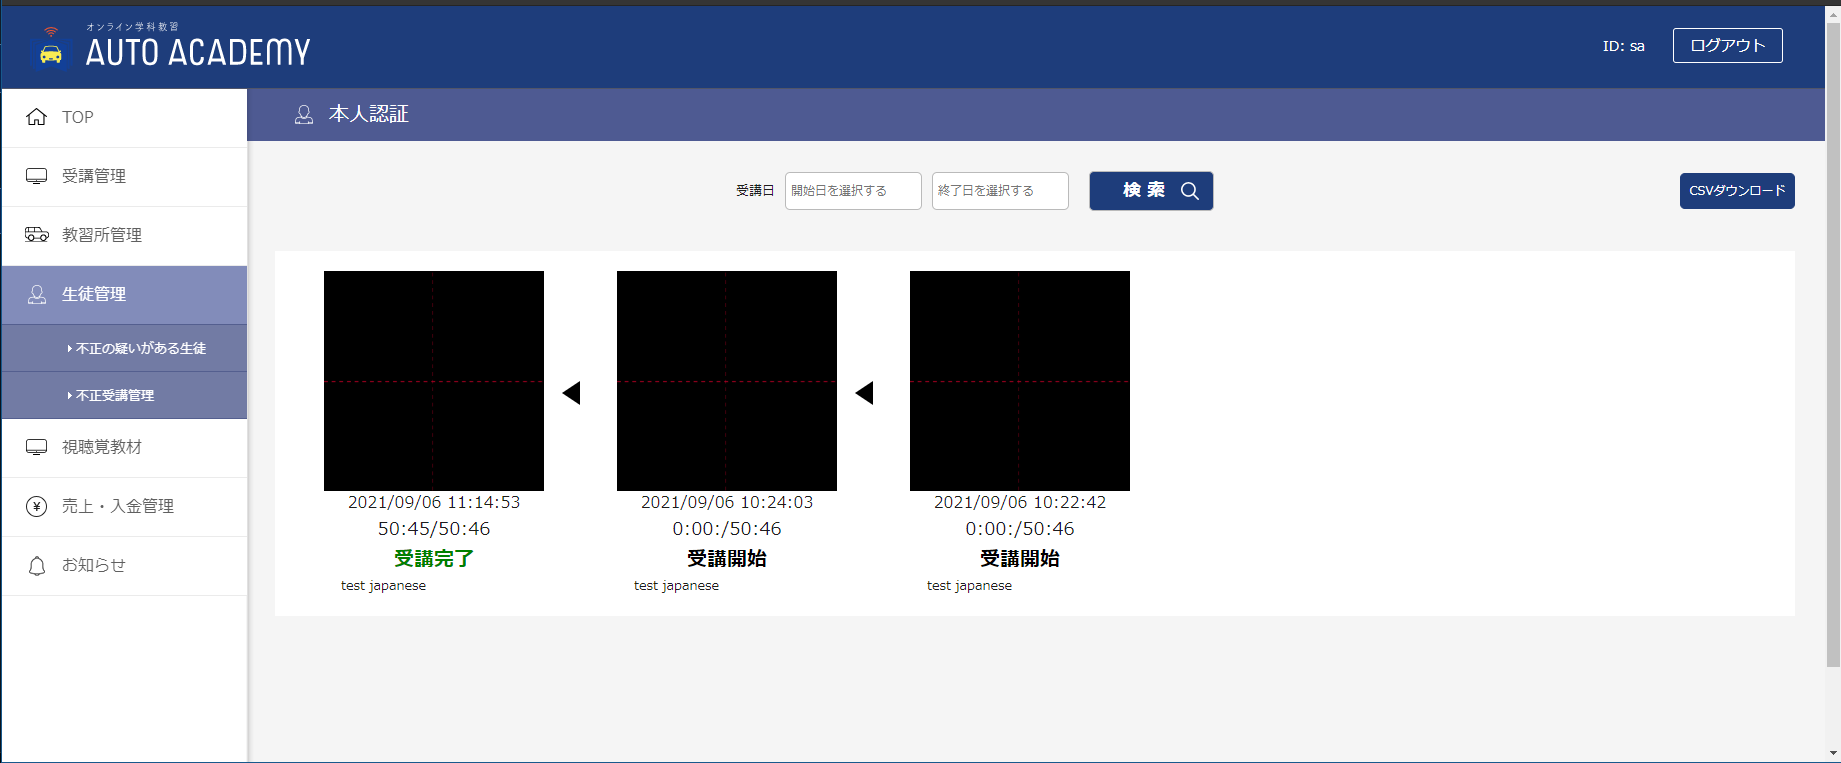 オンライン学科教習
AUTO ACADEMY
ID: sa
ログアウト
TOP
受講管理
教習所管理
生徒管理
不正の疑いがある生徒
不正受講管理
視聴覚教材
売上・入金管理
お知らせ
本人認証
受講日
開始日を選択する
終了日を選択する
検 索
CSVダウンロード
2021/09/06 11:14:53
50:45/50:46
受講完了
test japanese
2021/09/06 10:24:03
0:00:/50:46
受講開始
test japanese
2021/09/06 10:22:42
0:00:/50:46
受講開始
test japanese